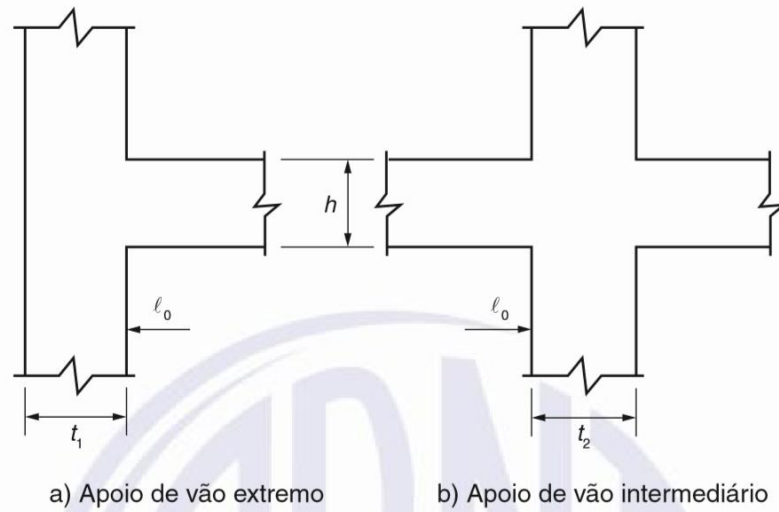 h
ℓ₀
ℓ₀
t₁
t₂
a) Apoio de vão extremo
b) Apoio de vão intermediário